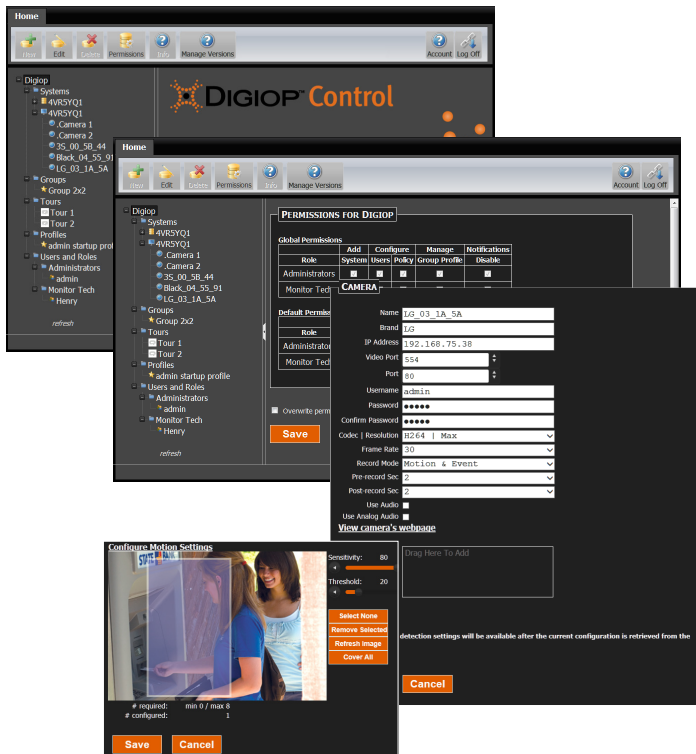 Home
New Edit Delete Permissions Info Manage Versions Account Log Off
Digiop
Systems
4VR5YQ1
4VR5YQ1
.Camera 1
.Camera 2
3S_00_5B_44
Black_04_55_91
LG_03_1A_5A
Groups
Group 2x2
Tours
Tour 1
Tour 2
Profiles
admin startup prof
Users and Roles
Administrators
admin
Monitor Tech
Henry
refresh
DIGIOP™ Control
Home
New Edit Delete Permissions Info Manage Versions Account Log Off
Digiop
Systems
4VR5YQ1
4VR5YQ1
.Camera 1
.Camera 2
3S_00_5B_44
Black_04_55_91
LG_03_1A_5A
Groups
Group 2x2
Tours
Tour 1
Tour 2
Profiles
admin startup profile
Users and Roles
Administrators
admin
Monitor Tech
Henry
refresh
PERMISSIONS FOR DIGIOP
Global Permissions
Add Configure Manage Notifications
Role System Users Policy Group Profile Disable
Administrators
Monitor Tech
Default Permiss
Role
Administrator
Monitor Tech
Overwrite perm
Save
CAMERA
Name LG_03_1A_5A
Brand LG
IP Address 192.168.75.38
Video Port 554
Port 80
Username admin
Password ●●●●●
Confirm Password ●●●●●
Codec | Resolution H264 | Max
Frame Rate 30
Record Mode Motion & Event
Pre-record Sec 2
Post-record Sec 2
Use Audio
Use Analog Audio
View camera's webpage
Drag Here To Add
detection settings will be available after the current configuration is retrieved from the
Cancel
Configure Motion Settings
STATE
Sensitivity: 80
Threshold: 20
Select None
Remove Selected
Refresh Image
Cover All
# required: min 0 / max 8
# configured: 1
Save Cancel